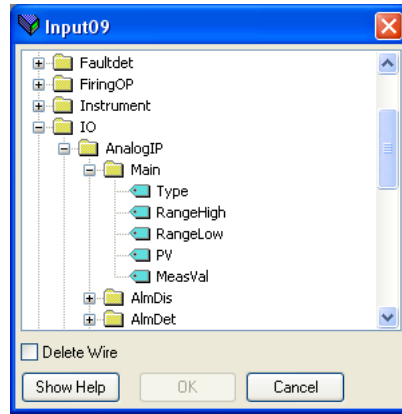 Input09
Faultdet
FiringOP
Instrument
IO
AnalogIP
Main
Type
RangeHigh
RangeLow
PV
MeasVal
AlmDis
AlmDet
Delete Wire
Show Help OK Cancel